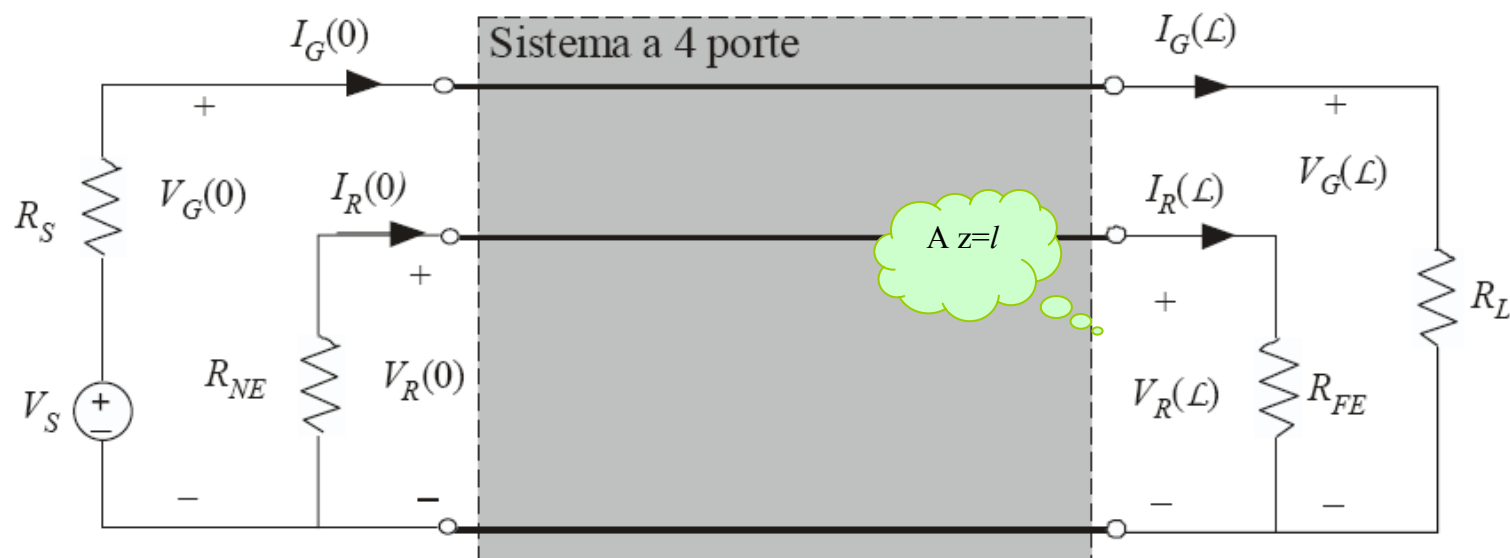 I_G(0)
Sistema a 4 porte
I_G(ℒ)
+
+
V_G(0)
I_R(0)
I_R(ℒ)
V_G(ℒ)
R_S
A z=l
+
+
R_L
R_NE
V_R(0)
V_S
+
−
V_R(ℒ)
R_FE
−
−
−
−